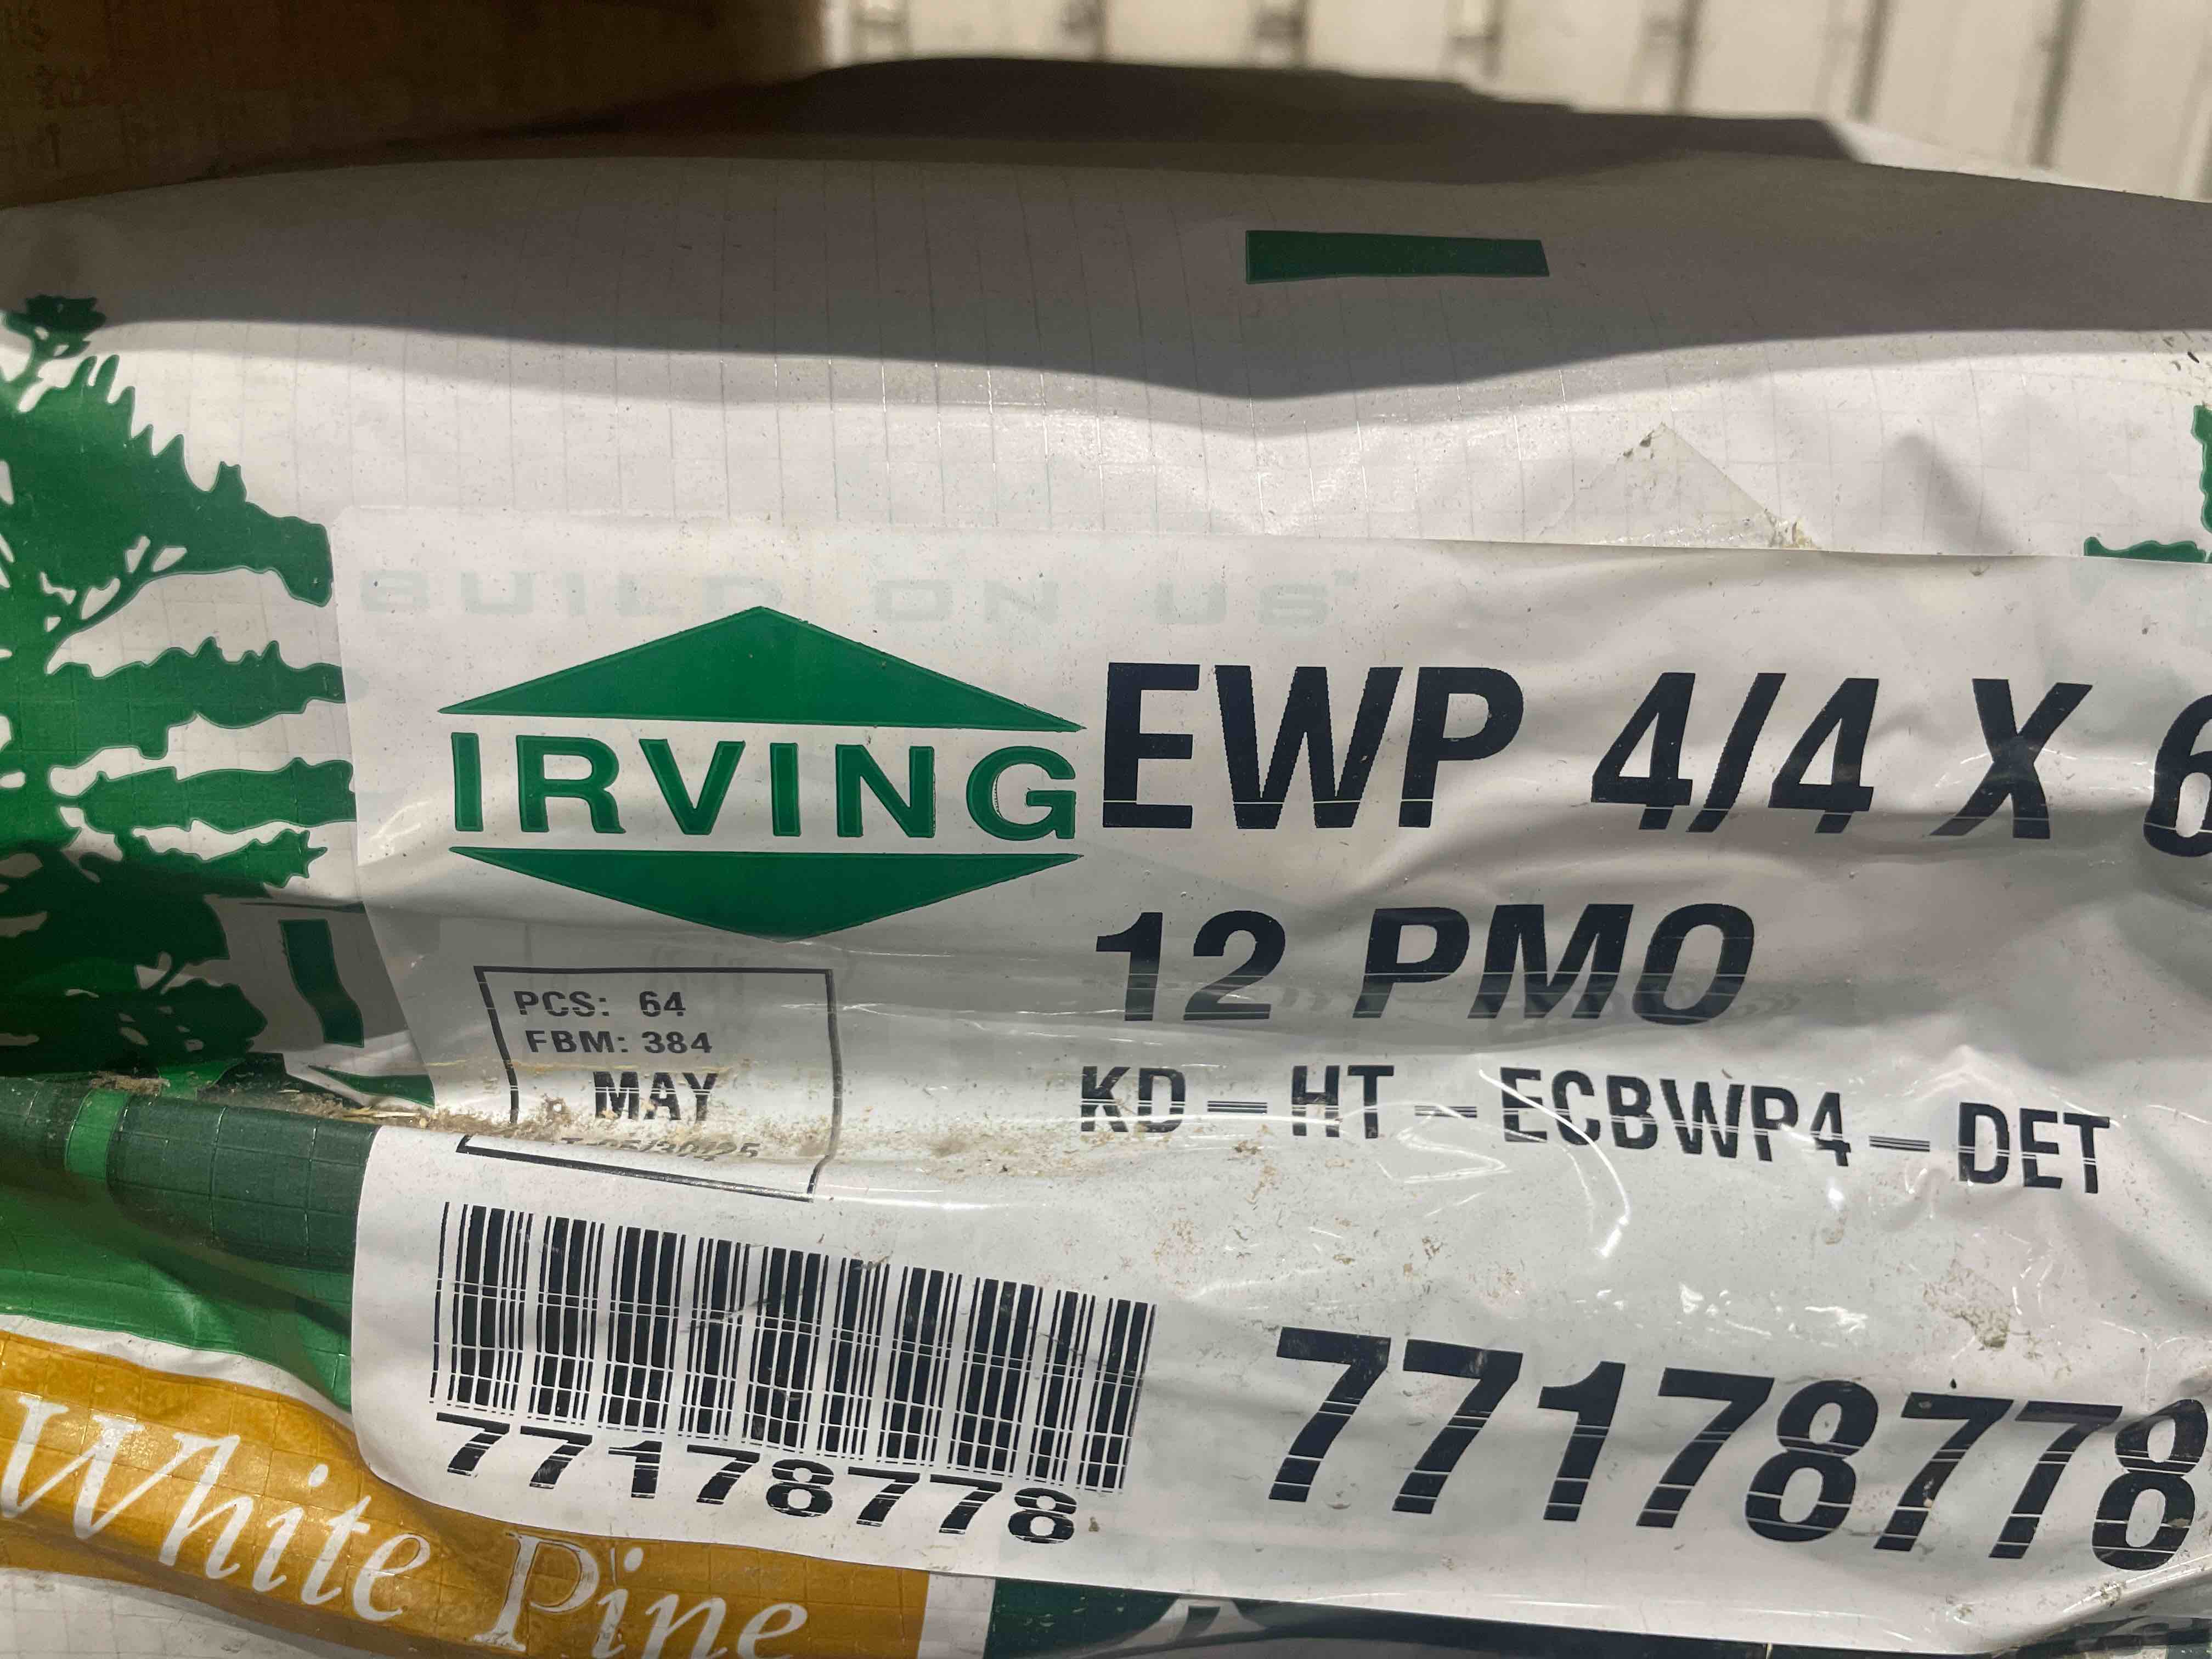 BUILD ON US
IRVING
EWP 4/4 X 6
12 PMO
PCS: 64
FBM: 384
MAY
KD-HT-ECBWP4-DET
77178778
77178778
White Pine